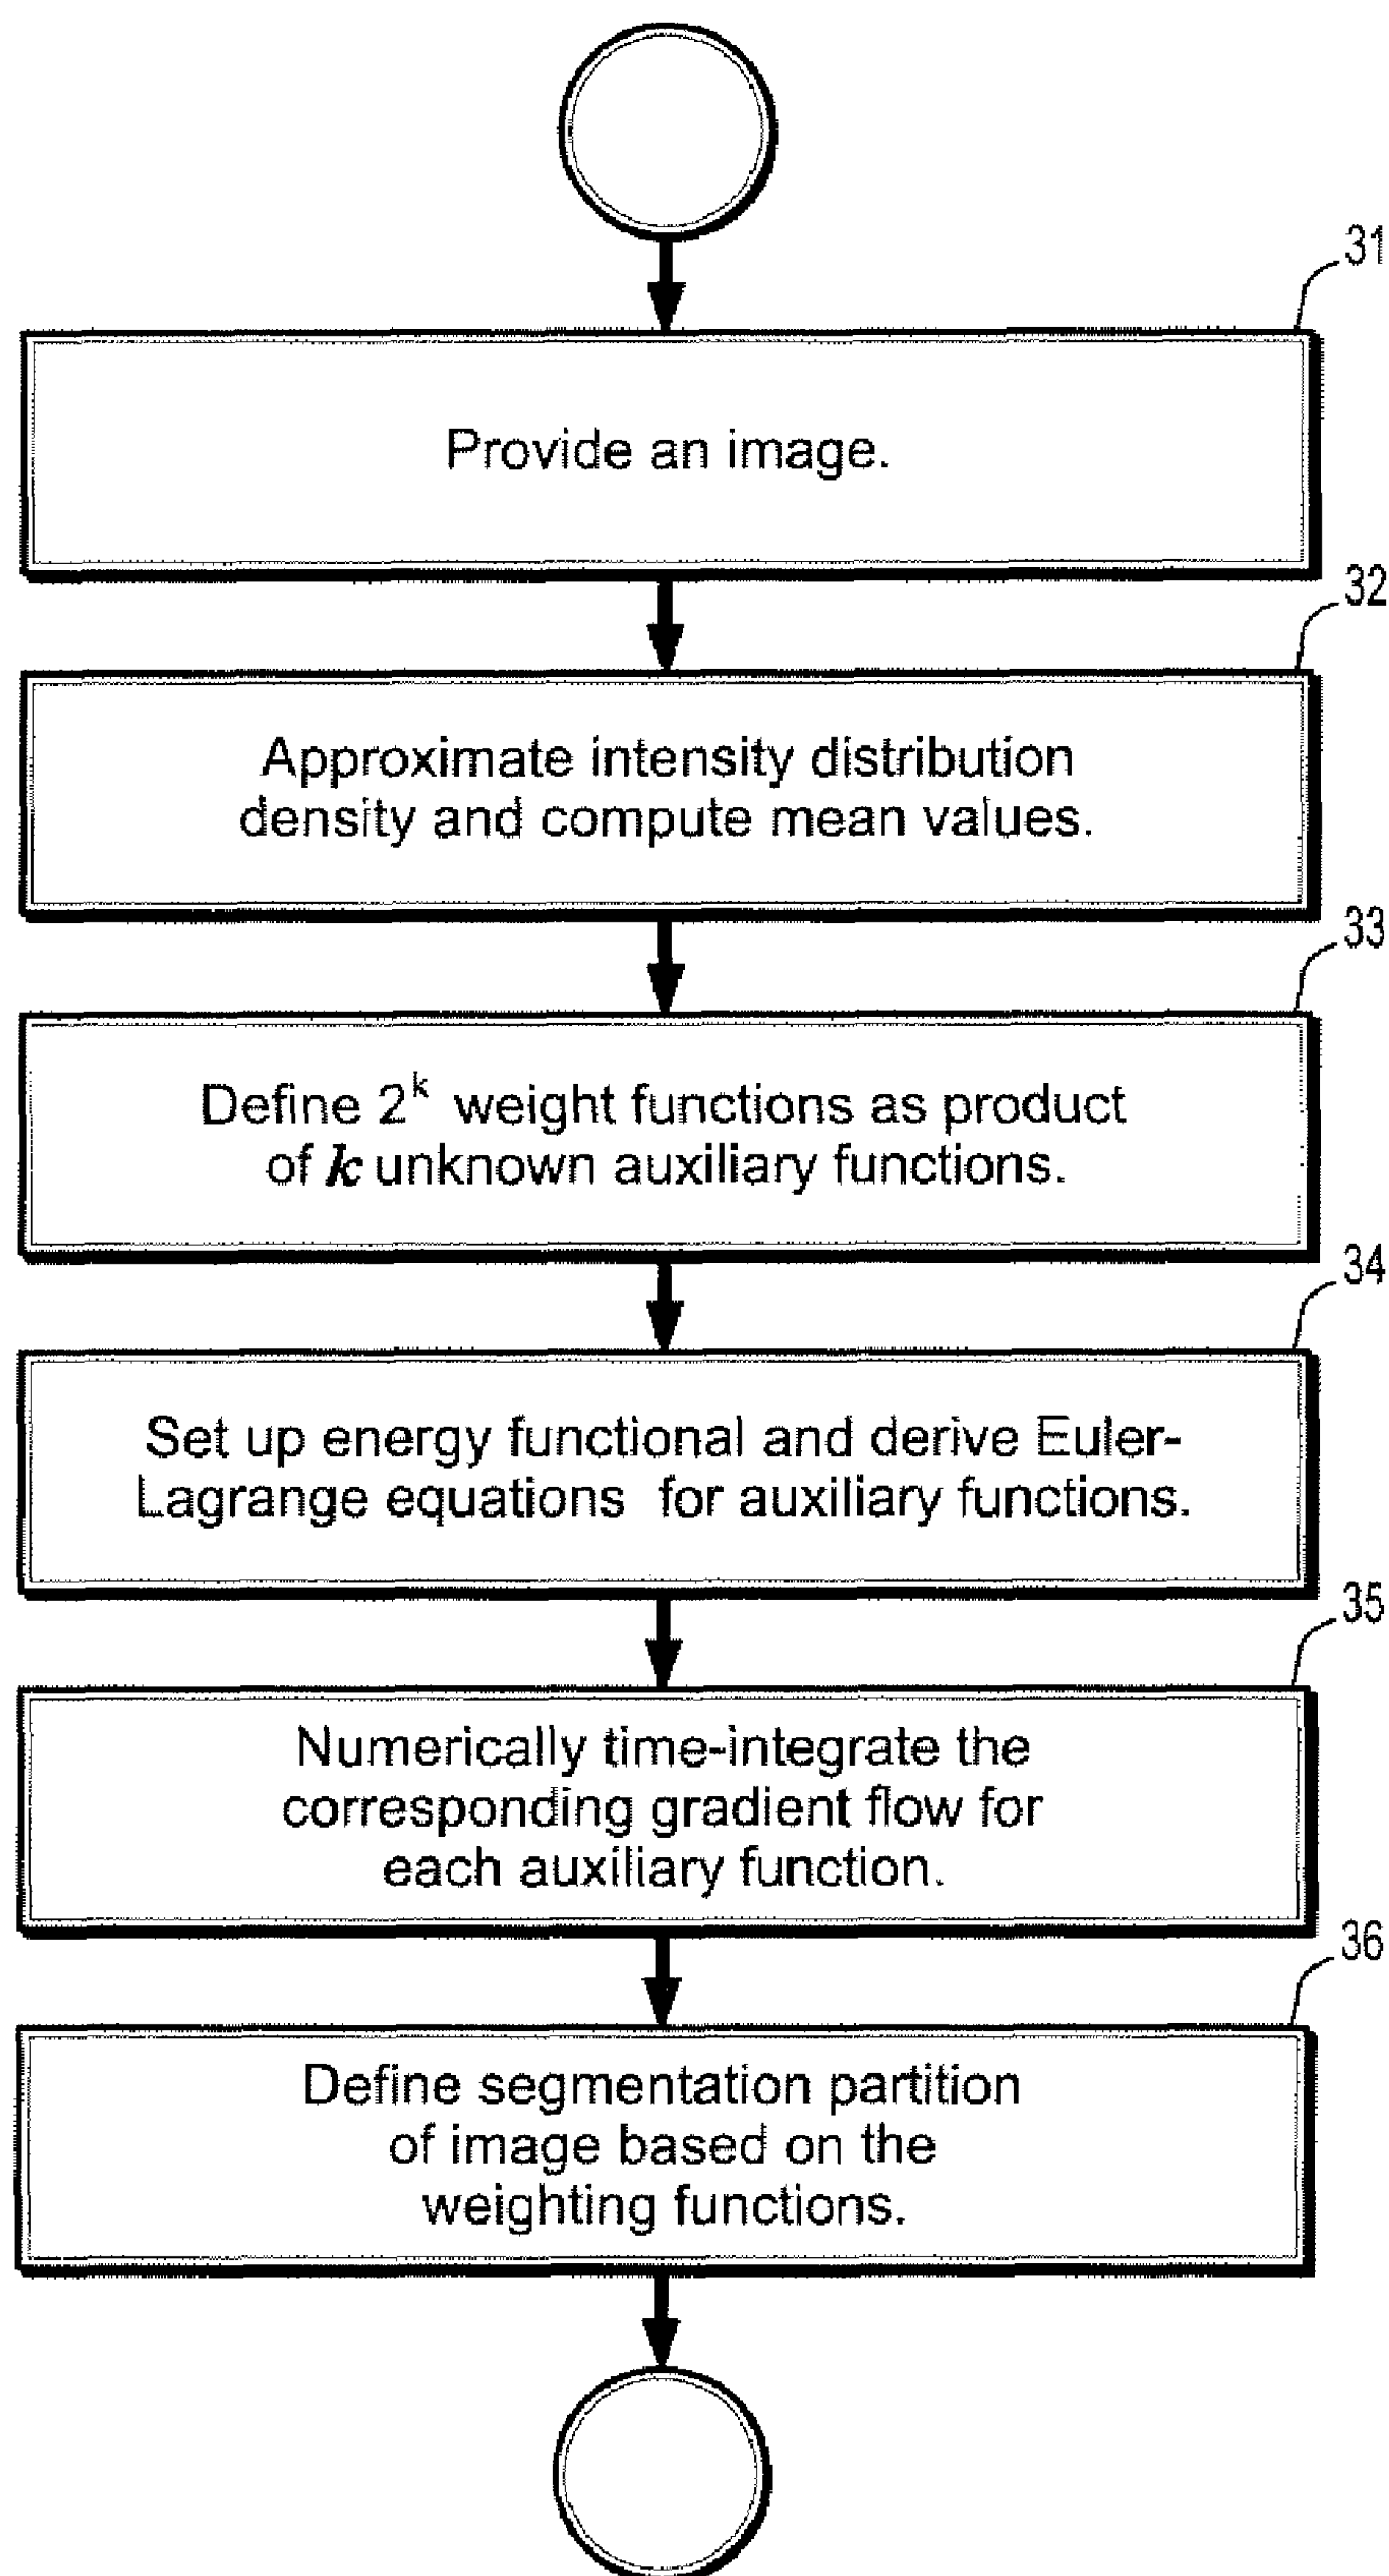 31
Provide an image.
32
Approximate intensity distribution
density and compute mean values.
33
Define 2^k weight functions as product
of k unknown auxiliary functions.
34
Set up energy functional and derive Euler-
Lagrange equations for auxiliary functions.
35
Numerically time-integrate the
corresponding gradient flow for
each auxiliary function.
36
Define segmentation partition
of image based on the
weighting functions.